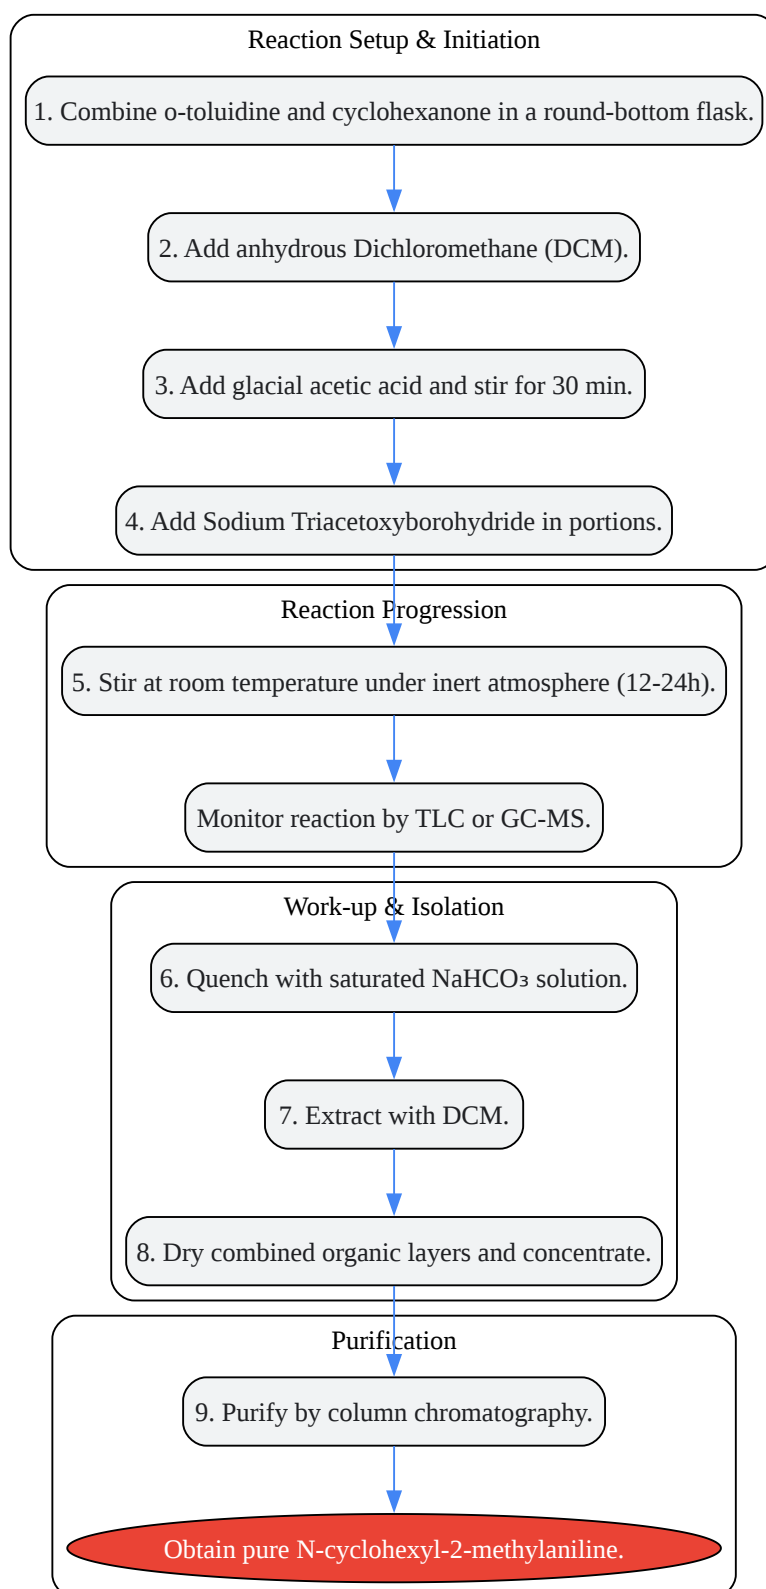 Reaction Setup & Initiation
1. Combine o-toluidine and cyclohexanone in a round-bottom flask.
2. Add anhydrous Dichloromethane (DCM).
3. Add glacial acetic acid and stir for 30 min.
4. Add Sodium Triacetoxyborohydride in portions.
Reaction Progression
5. Stir at room temperature under inert atmosphere (12-24h).
Monitor reaction by TLC or GC-MS.
Work-up & Isolation
6. Quench with saturated NaHCO₃ solution.
7. Extract with DCM.
8. Dry combined organic layers and concentrate.
Purification
9. Purify by column chromatography.
Obtain pure N-cyclohexyl-2-methylaniline.